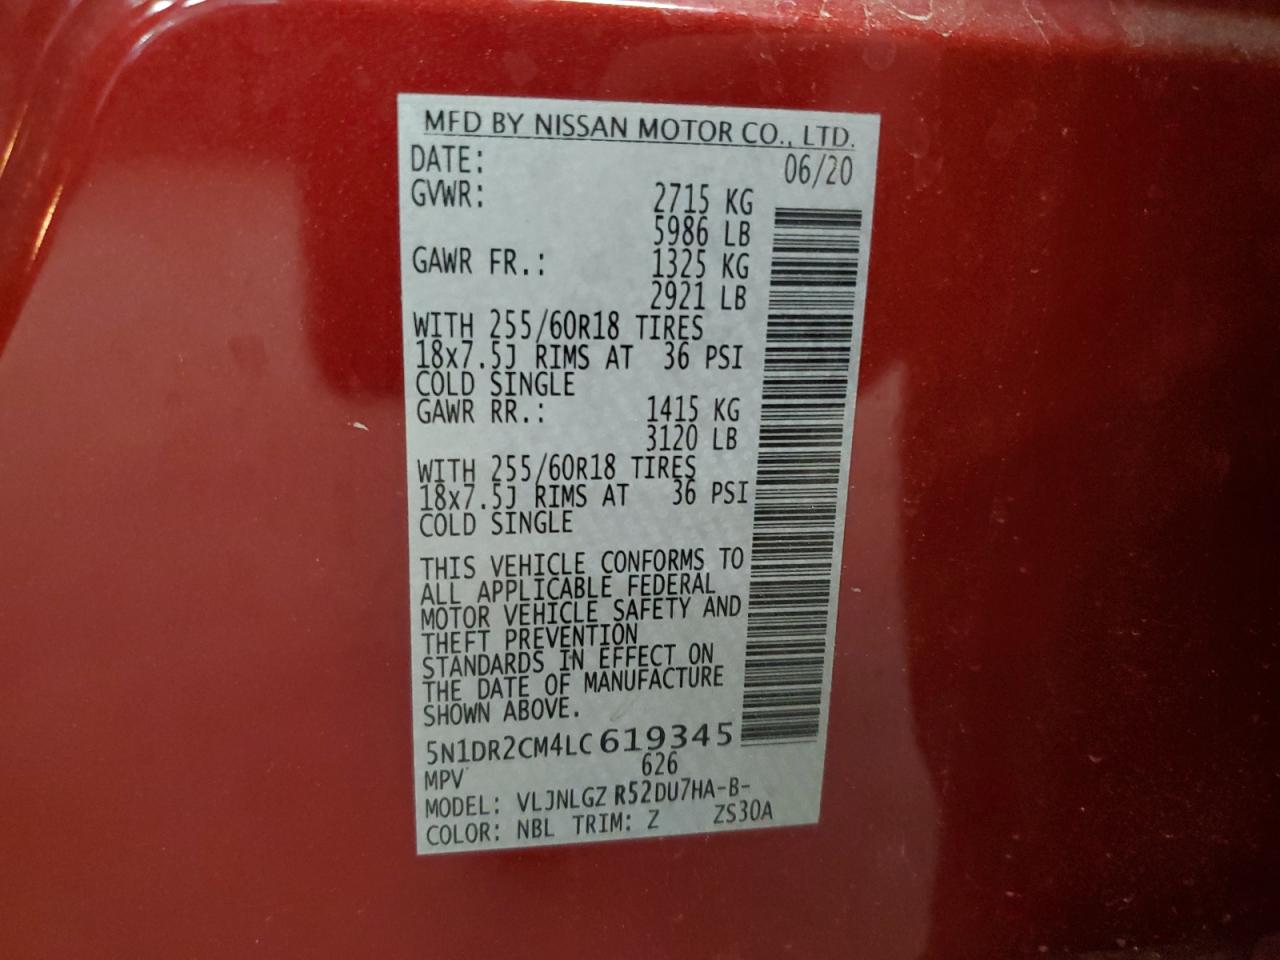 MFD BY NISSAN MOTOR CO., LTD.
DATE: 06/20
GVWR: 2715 KG
5986 LB
GAWR FR.: 1325 KG
2921 LB
WITH 255/60R18 TIRES
18x7.5J RIMS AT 36 PSI
COLD SINGLE
GAWR RR.: 1415 KG
3120 LB
WITH 255/60R18 TIRES
18x7.5J RIMS AT 36 PSI
COLD SINGLE
THIS VEHICLE CONFORMS TO
ALL APPLICABLE FEDERAL
MOTOR VEHICLE SAFETY AND
THEFT PREVENTION
STANDARDS IN EFFECT ON
THE DATE OF MANUFACTURE
SHOWN ABOVE.
5N1DR2CM4LC619345
MPV 626
MODEL: VLJNLGZ R52DU7HA-B-
COLOR: NBL TRIM: Z ZS30A